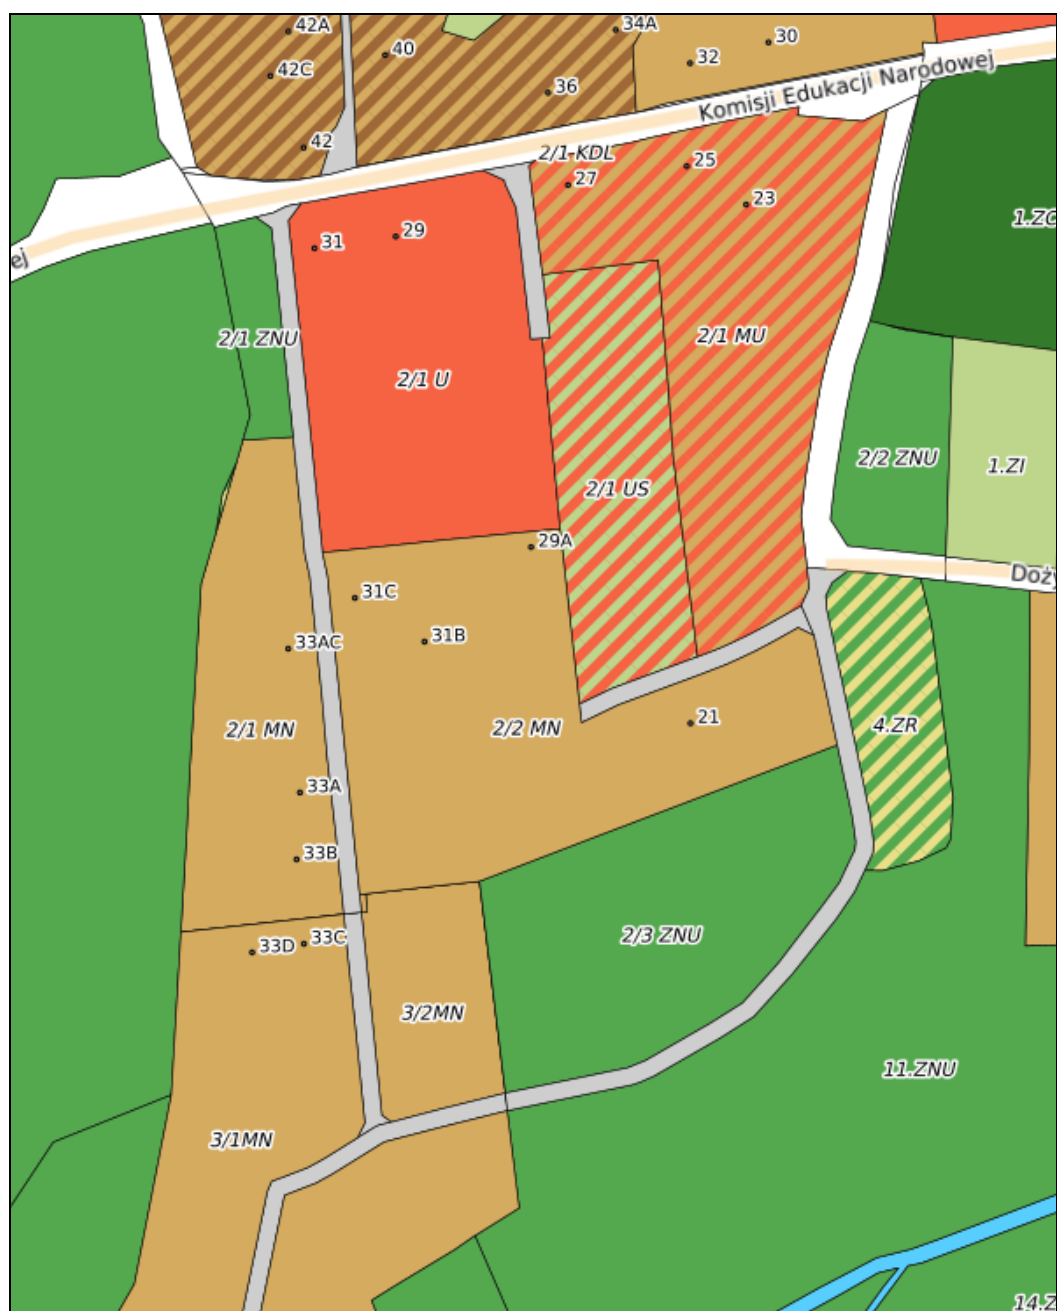 42A
34A
40
30
32
42C
36
Komisji Edukacji Narodowej
42
2/1 KDL
25
27
23
1.ZC
31
29
ej
2/1 ZNU
2/1 MU
2/1 U
2/2 ZNU
1.ZI
2/1 US
29A
Doży
31C
31B
33AC
21
2/1 MN
2/2 MN
4.ZR
33A
33B
33C
33D
2/3 ZNU
3/2MN
11.ZNU
3/1MN
14.Z